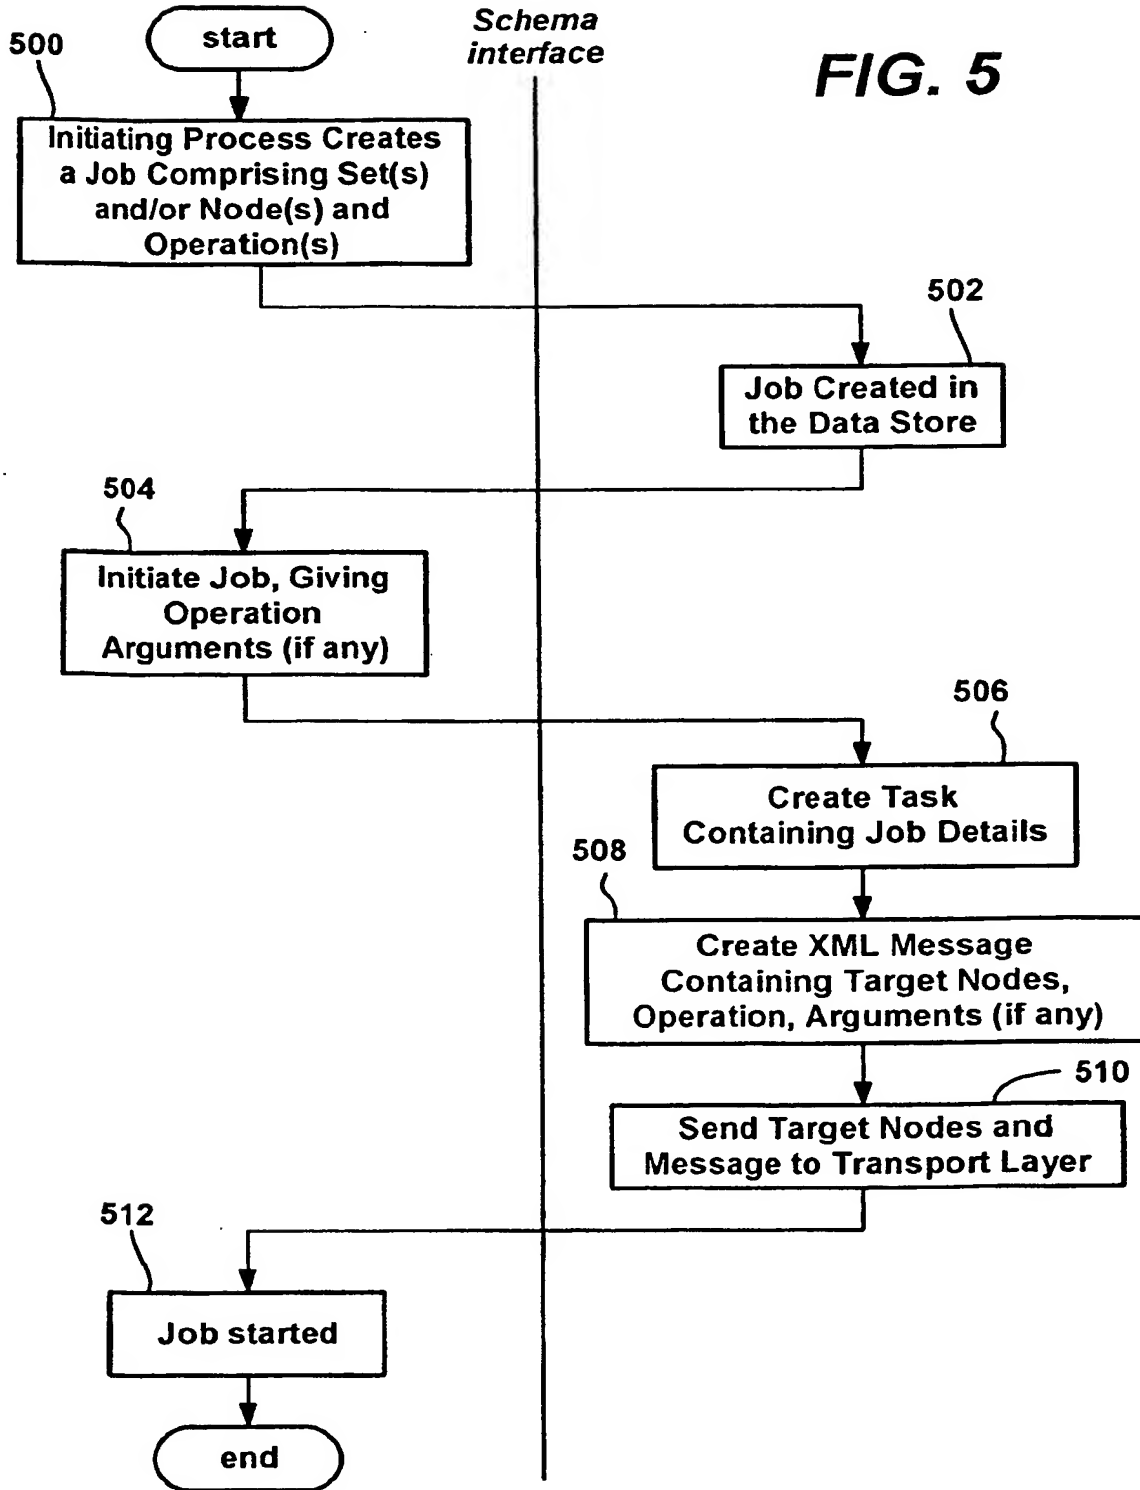 start
Schema
interface
FIG. 5
500
Initiating Process Creates
a Job Comprising Set(s)
and/or Node(s) and
Operation(s)
502
Job Created in
the Data Store
504
Initiate Job, Giving
Operation
Arguments (if any)
506
Create Task
Containing Job Details
508
Create XML Message
Containing Target Nodes,
Operation, Arguments (if any)
510
Send Target Nodes and
Message to Transport Layer
512
Job started
end